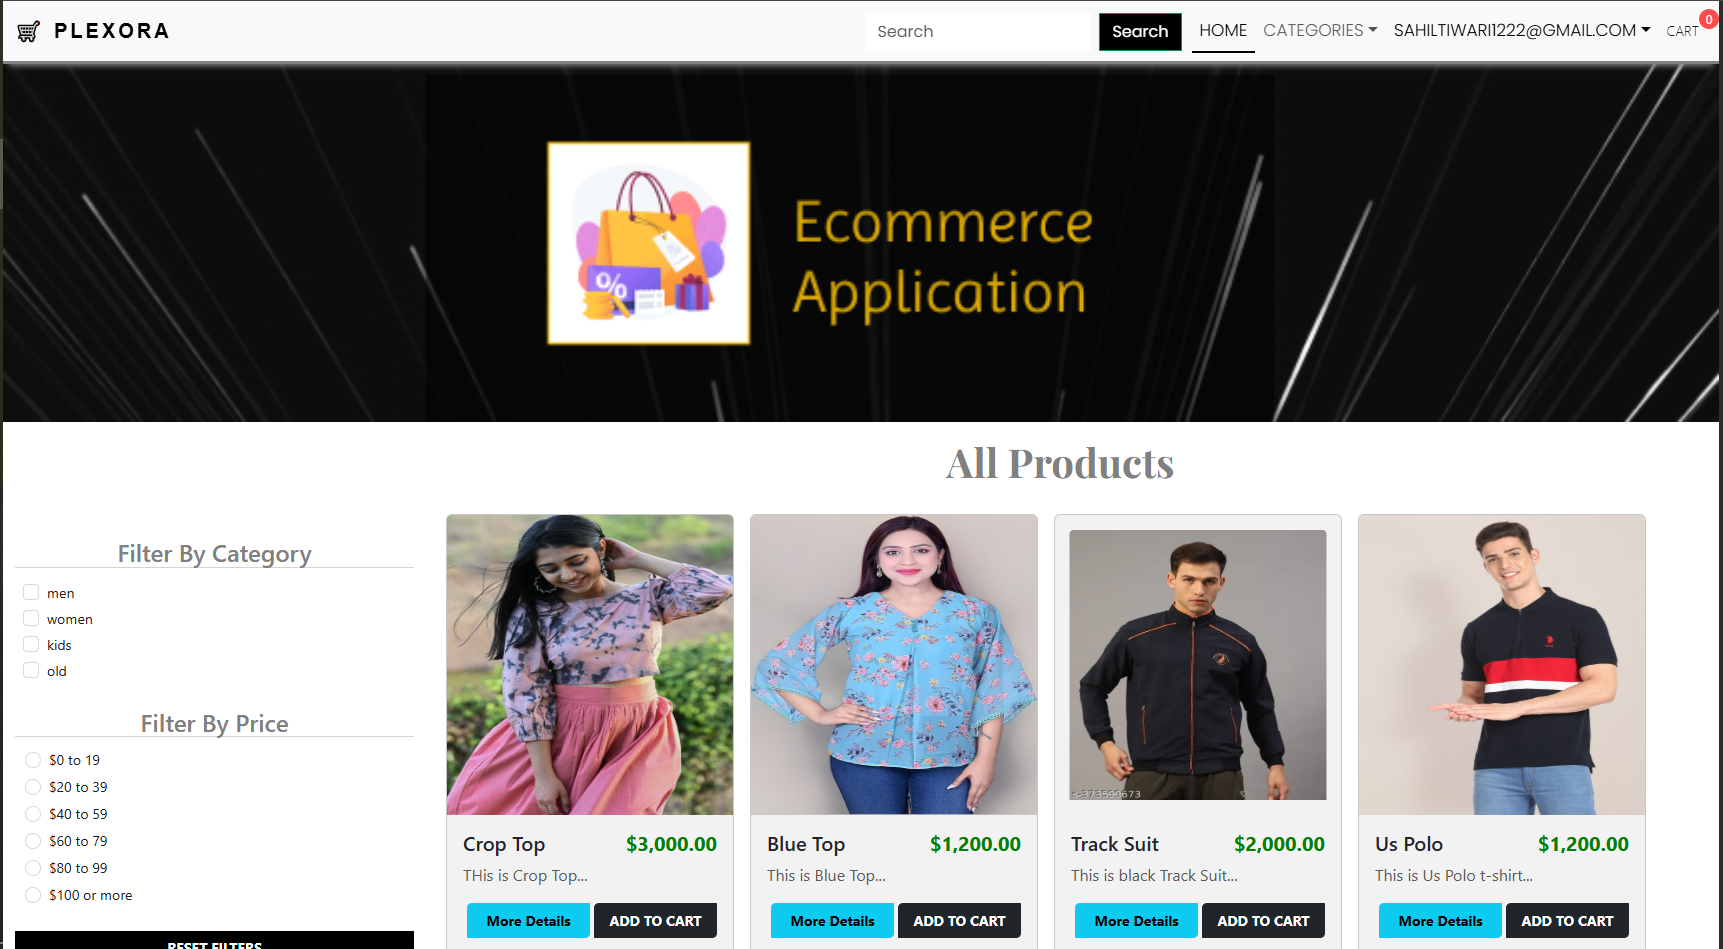 PLEXORA
Search
Search
HOME
CATEGORIES
SAHILTIWARI1222@GMAIL.COM
CART
0
%
Ecommerce
Application
All Products
Filter By Category
men
women
kids
old
Filter By Price
$0 to 19
$20 to 39
$40 to 59
$60 to 79
$80 to 99
$100 or more
RESET FILTERS
Crop Top $3,000.00
THis is Crop Top...
More Details ADD TO CART
Blue Top $1,200.00
This is Blue Top...
More Details ADD TO CART
s-373599673
Track Suit $2,000.00
This is black Track Suit...
More Details ADD TO CART
Us Polo $1,200.00
This is Us Polo t-shirt...
More Details ADD TO CART